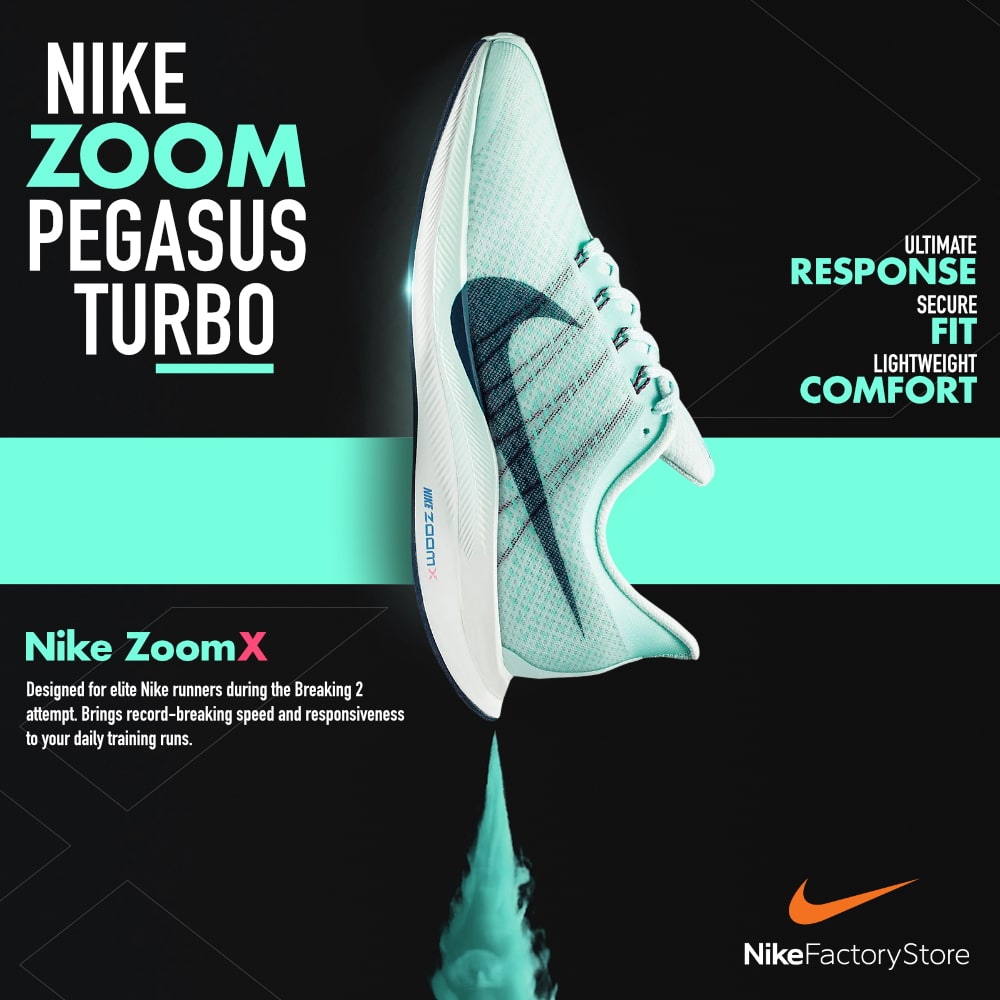 NIKE
ZOOM
PEGASUS
TURBO
ULTIMATE
RESPONSE
SECURE
FIT
LIGHTWEIGHT
COMFORT
NIKE ZOOMX
Nike ZoomX
Designed for elite Nike runners during the Breaking 2
attempt. Brings record-breaking speed and responsiveness
to your daily training runs.
NikeFactoryStore